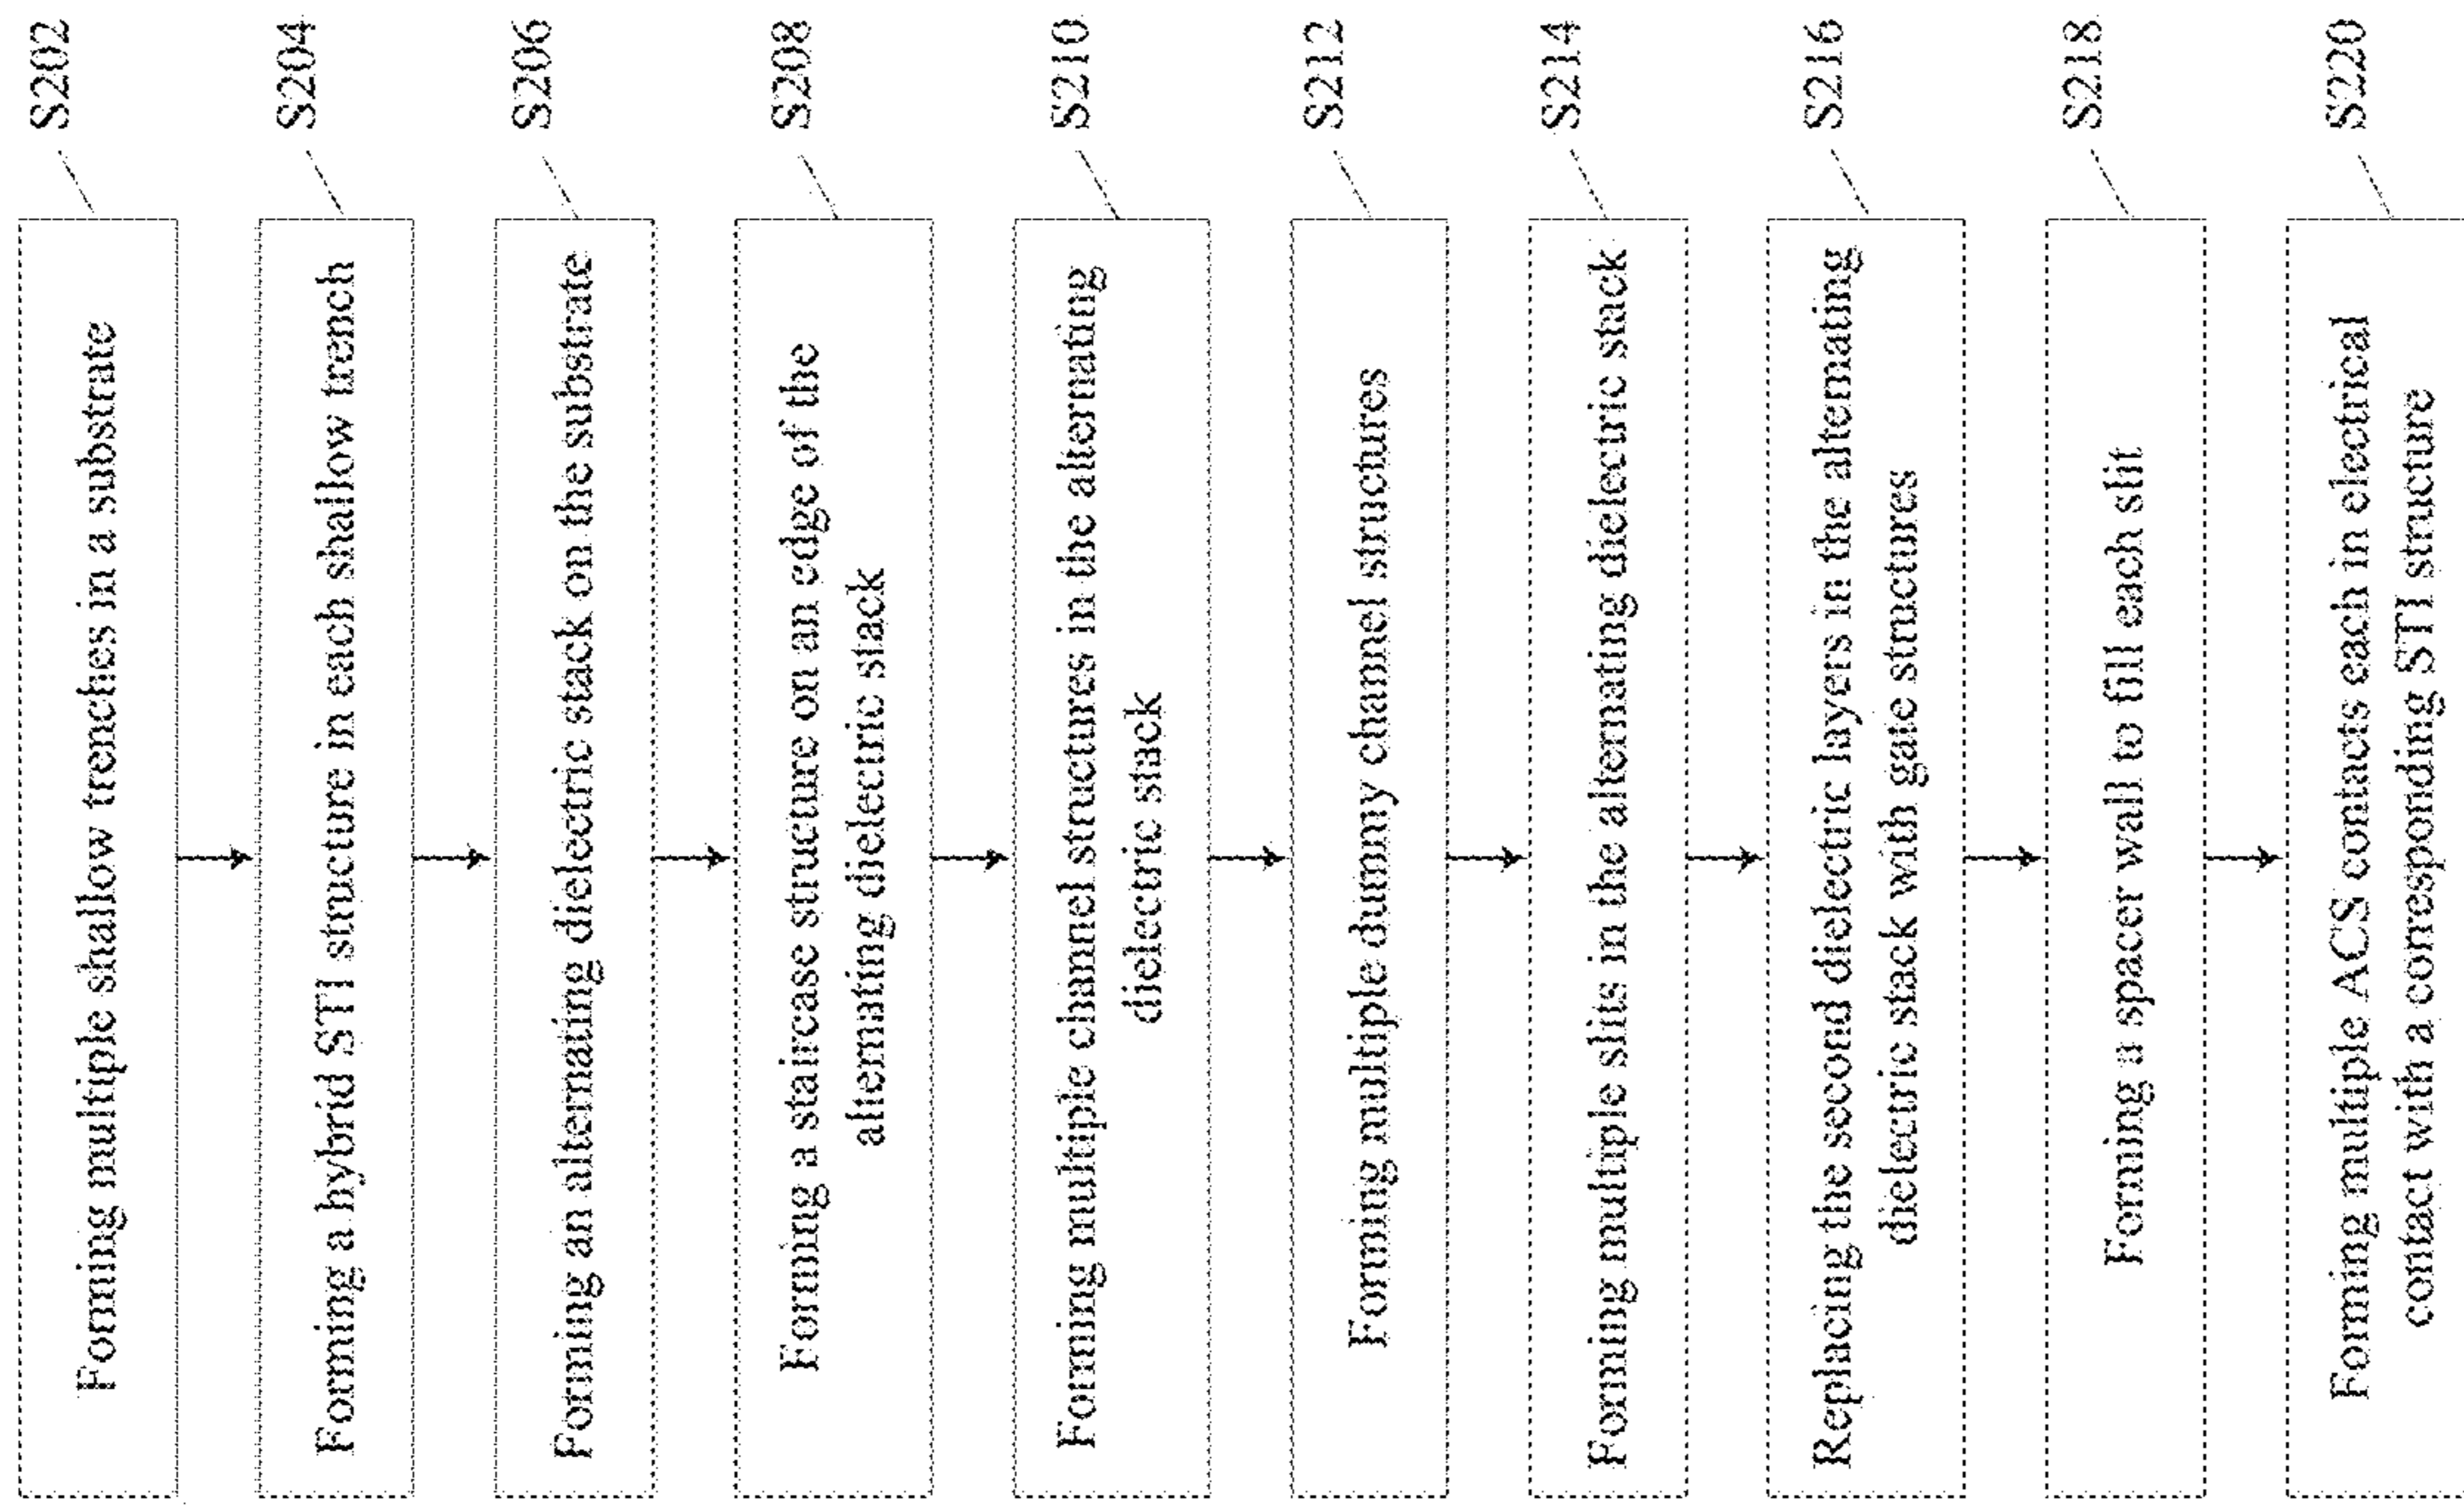 Forming multiple shallow trenches in a substrate
S202
Forming a hybrid STI structure in each shallow trench
S204
Forming an alternating dielectric stack on the substrate
S206
Forming a staircase structure on an edge of the
alternating dielectric stack
S208
Forming multiple channel structures in the alternating
dielectric stack
S210
Forming multiple dummy channel structures
S212
Forming multiple slits in the alternating dielectric stack
S214
Replacing the second dielectric layers in the alternating
dielectric stack with gate structures
S216
Forming a spacer wall to fill each slit
S218
Forming multiple ACS contacts each in electrical
contact with a corresponding STI structure
S220